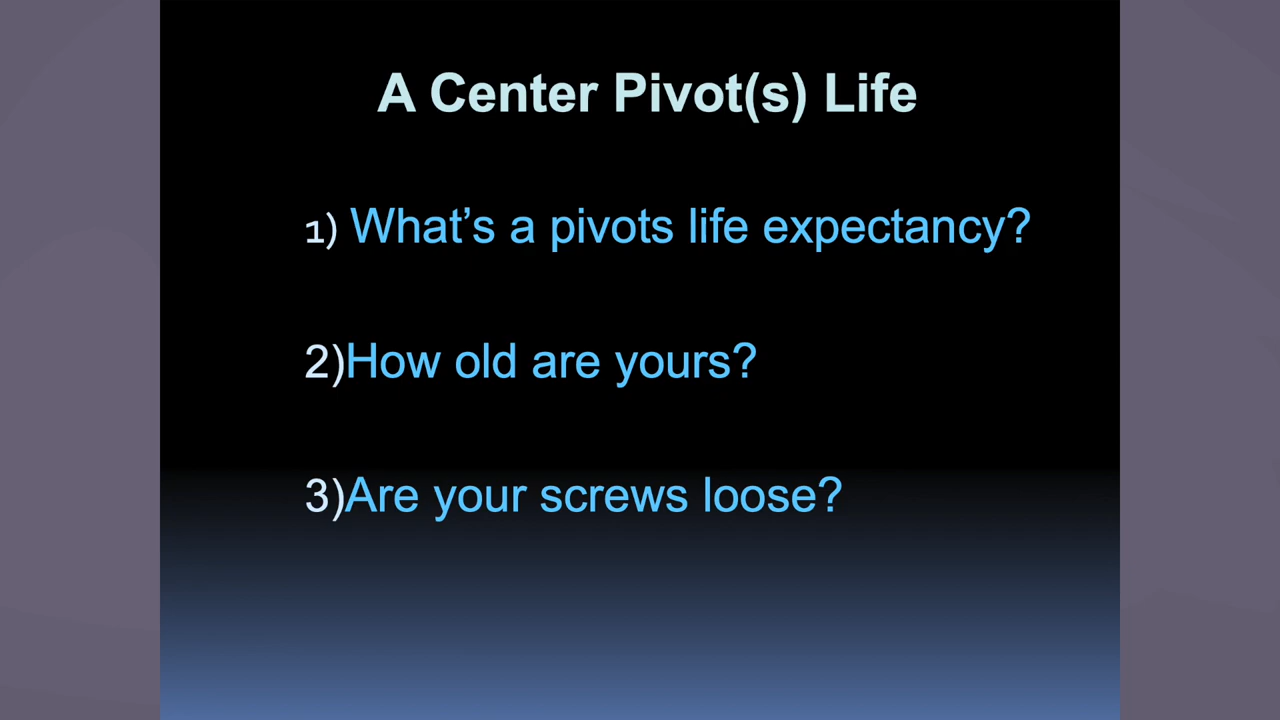 A Center Pivot(s) Life
1) What’s a pivots life expectancy?
2)How old are yours?
3)Are your screws loose?